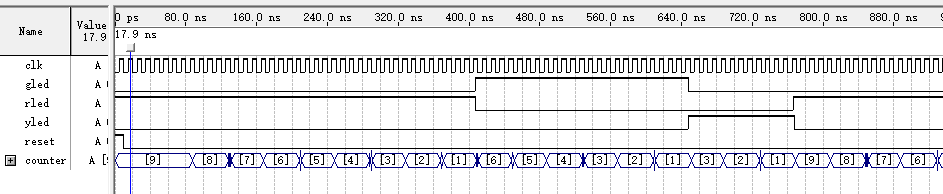 Name Value 17.9 ns
0 ps 80.0 ns 160.0 ns 240.0 ns 320.0 ns 400.0 ns 480.0 ns 560.0 ns 640.0 ns 720.0 ns 800.0 ns 880.0 ns
17.9 ns
clk A
gled A
rled A
yled A
reset A
counter A [9] [8] [7] [6] [5] [4] [3] [2] [1] [6] [5] [4] [3] [2] [1] [3] [2] [1] [9] [8] [7] [6]